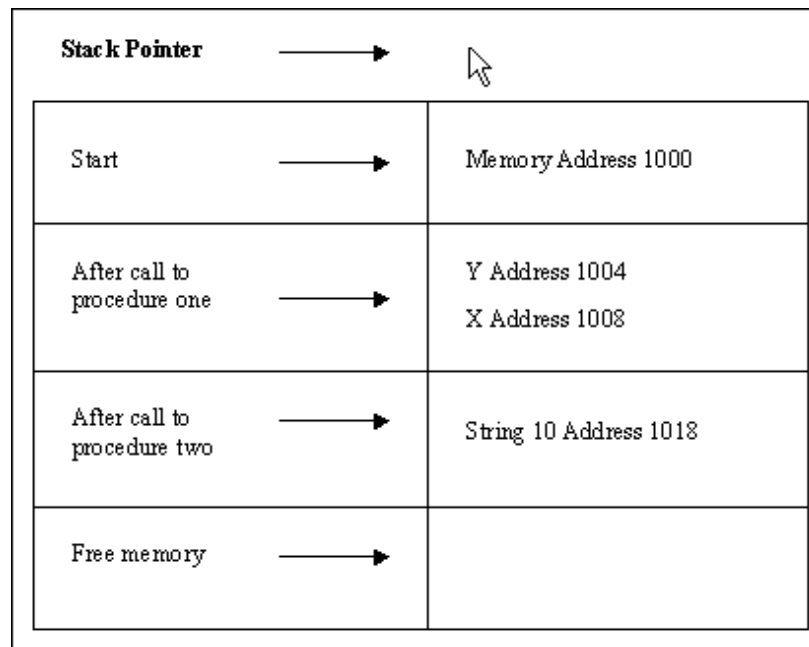 Stack Pointer
Start
Memory Address 1000
After call to
procedure one
Y Address 1004
X Address 1008
After call to
procedure two
String 10 Address 1018
Free memory